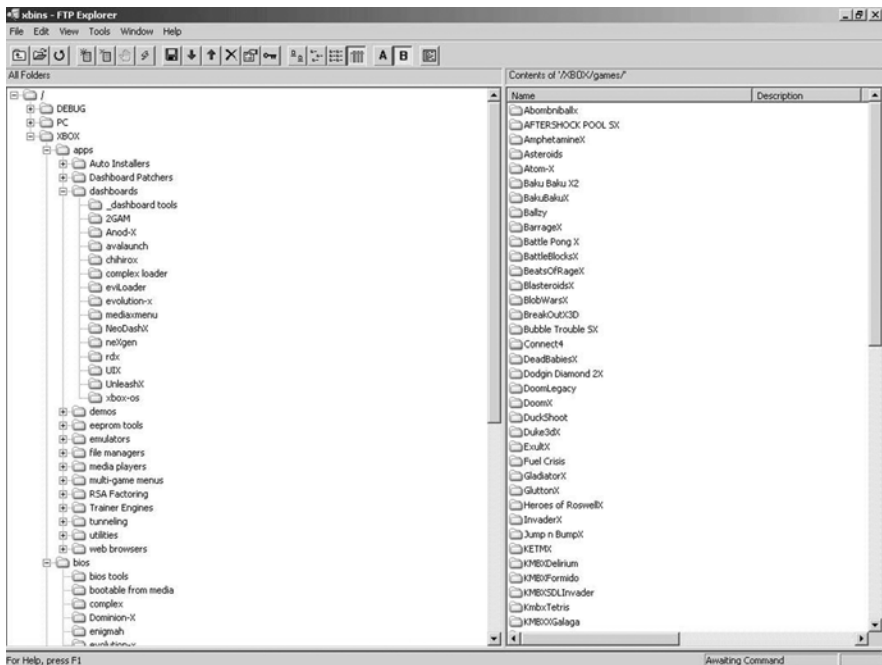 xbins - FTP Explorer
File Edit View Tools Window Help
A B
All Folders
/
DEBUG
PC
XBOX
apps
Auto Installers
Dashboard Patchers
dashboards
_dashboard tools
2GAM
Anod-X
avalaunch
chihirox
complex loader
eviLoader
evolution-x
mediaxmenu
NeoDashX
neXgen
rdx
UIX
UnleashX
xbox-os
demos
eeprom tools
emulators
file managers
media players
multi-game menus
RSA Factoring
Trainer Engines
tunneling
utilities
web browsers
bios
bios tools
bootable from media
complex
Dominion-X
enigmah
evolution-x
Contents of '/XBOX/games/'
Name Description
Abombniballx
AFTERSHOCK POOL SX
AmphetamineX
Asteroids
Atom-X
Baku Baku X2
BakuBakuX
Ballzy
BarrageX
Battle Pong X
BattleBlocksX
BeatsOfRageX
BlasteroidsX
BlobWarsX
BreakOutX3D
Bubble Trouble SX
Connect4
DeadBabiesX
Dodgin Diamond 2X
DoomLegacy
DoomX
DuckShoot
Duke3dX
ExultX
Fuel Crisis
GladiatorX
GluttonX
Heroes of RoswellX
InvaderX
Jump n BumpX
KETMX
KMBXDelirium
KMBXFormido
KMBXSDLInvader
KmbxTetris
KMBXXGalaga
For Help, press F1
Awaiting Command